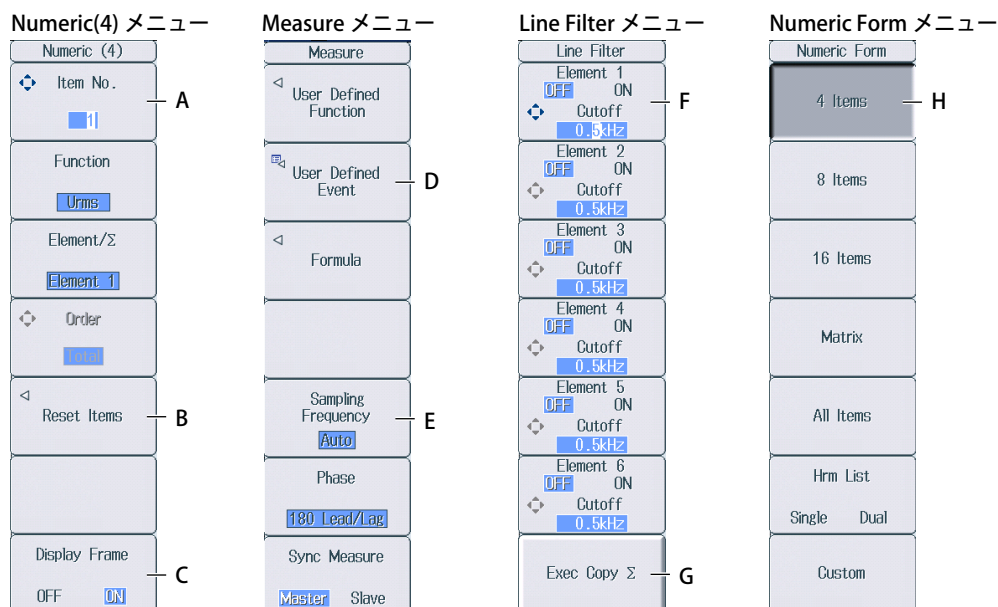 Numeric(4) メニュー
Numeric (4)
Item No.
1
A
Function
Urms
Element/Σ
Element 1
Order
Total
Reset Items
B
Display Frame
OFF ON
C
Measure メニュー
Measure
User Defined
Function
User Defined
Event
D
Formula
Sampling
Frequency
Auto
E
Phase
180 Lead/Lag
Sync Measure
Master Slave
Line Filter メニュー
Line Filter
Element 1
OFF ON
Cutoff
0.5kHz
F
Element 2
OFF ON
Cutoff
0.5kHz
Element 3
OFF ON
Cutoff
0.5kHz
Element 4
OFF ON
Cutoff
0.5kHz
Element 5
OFF ON
Cutoff
0.5kHz
Element 6
OFF ON
Cutoff
0.5kHz
Exec Copy Σ
G
Numeric Form メニュー
Numeric Form
4 Items
H
8 Items
16 Items
Matrix
All Items
Hrm List
Single Dual
Custom